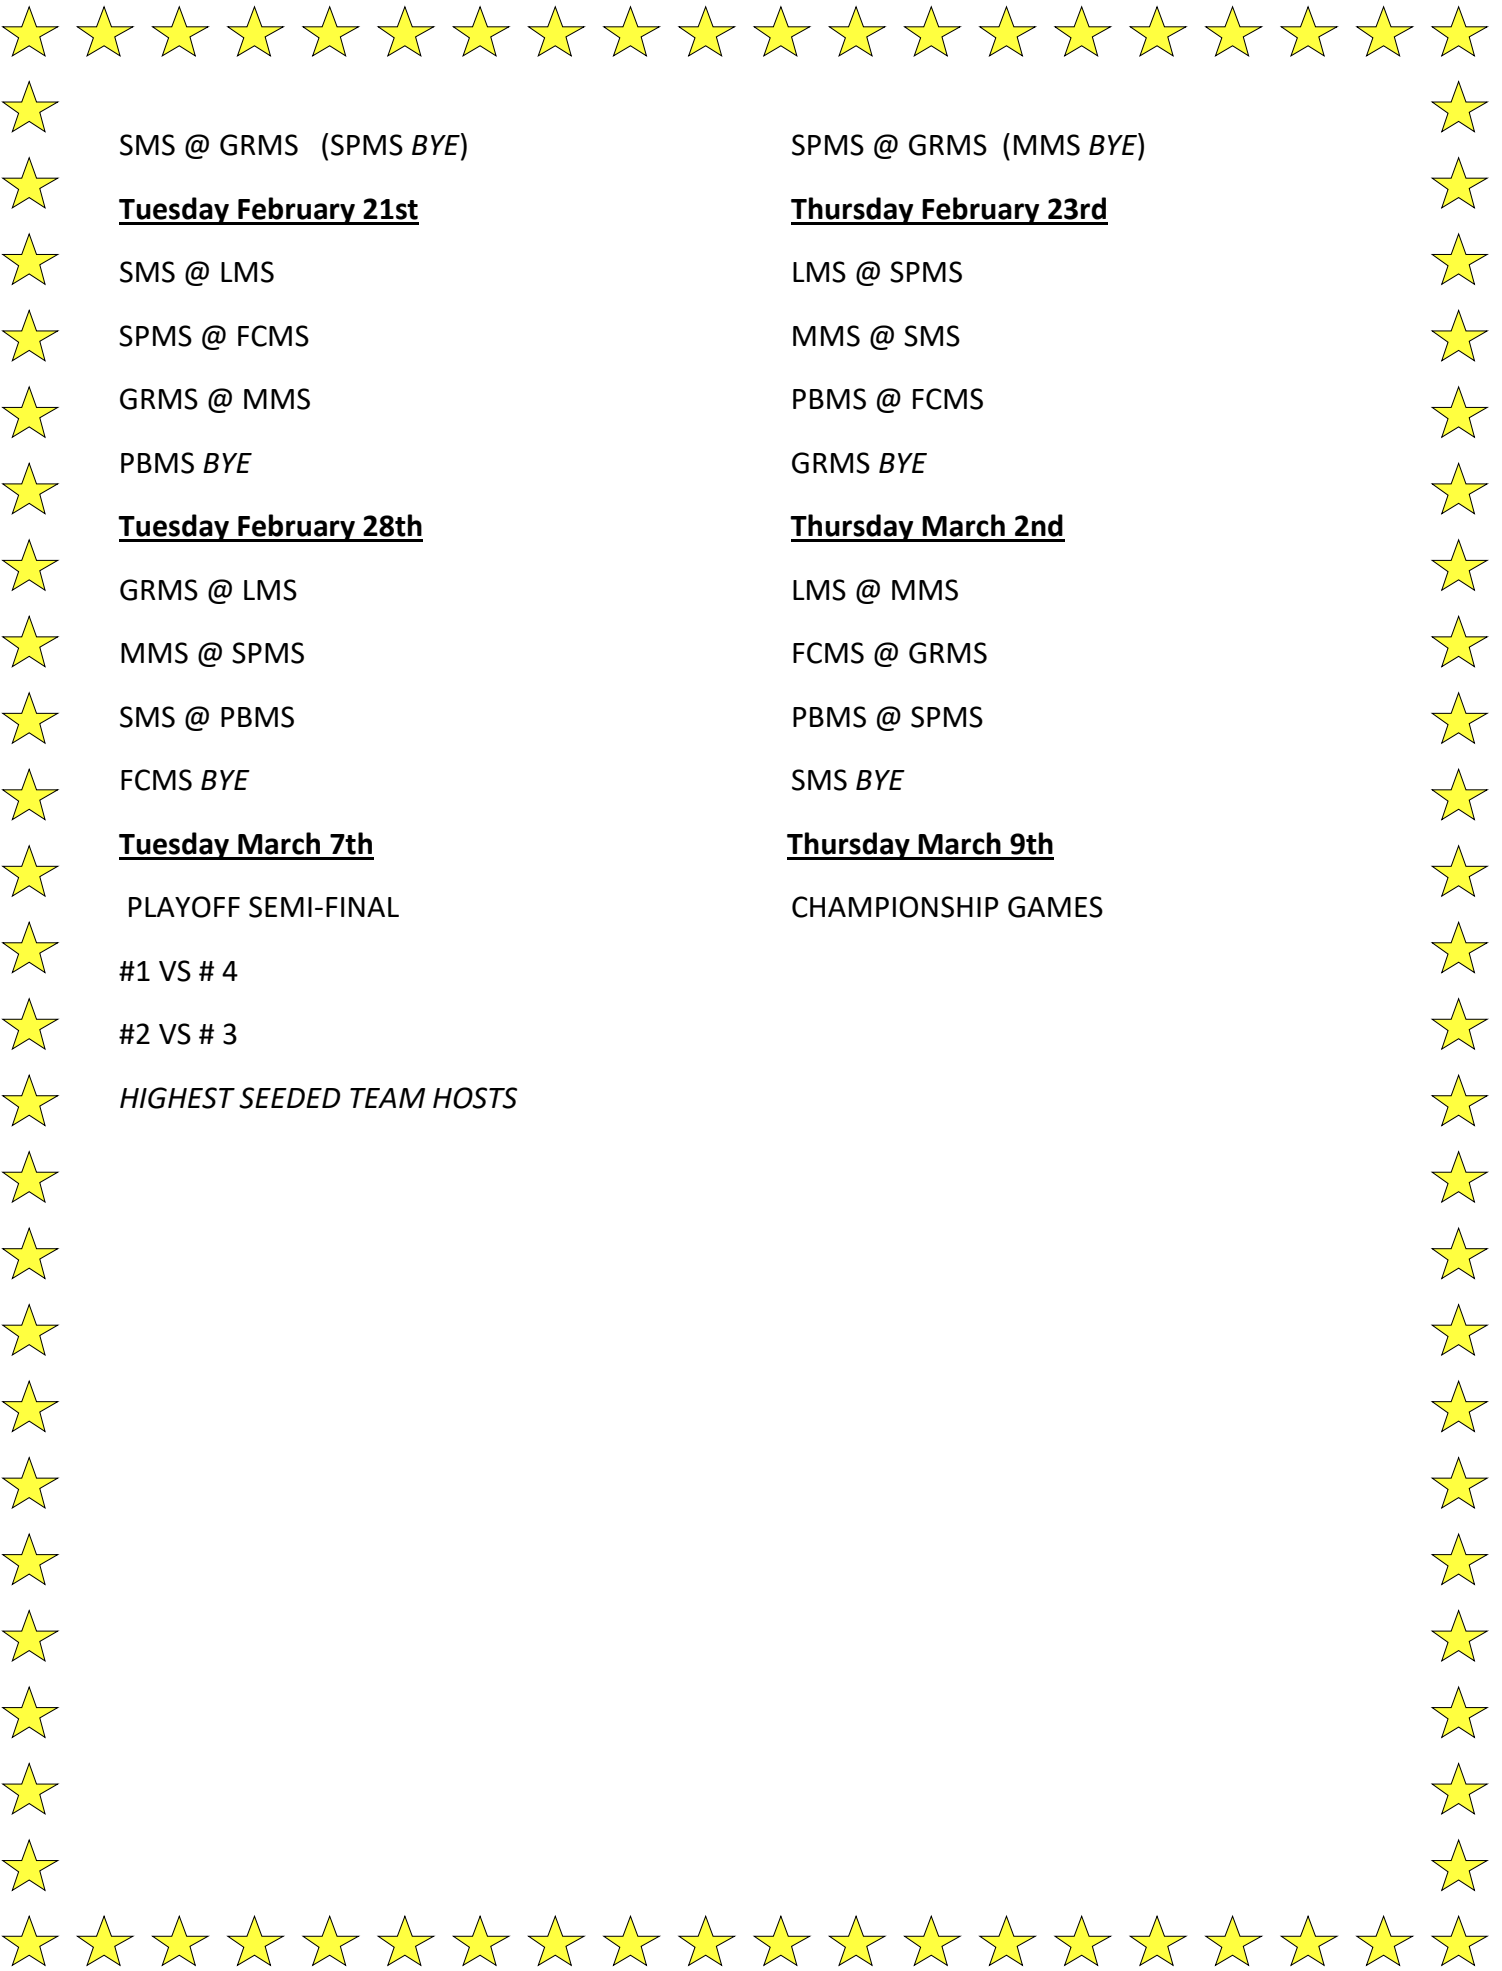 SMS @ GRMS (SPMS BYE) SPMS @ GRMS (MMS BYE)
Tuesday February 21st Thursday February 23rd
SMS @ LMS LMS @ SPMS
SPMS @ FCMS MMS @ SMS
GRMS @ MMS PBMS @ FCMS
PBMS BYE GRMS BYE
Tuesday February 28th Thursday March 2nd
GRMS @ LMS LMS @ MMS
MMS @ SPMS FCMS @ GRMS
SMS @ PBMS PBMS @ SPMS
FCMS BYE SMS BYE
Tuesday March 7th Thursday March 9th
PLAYOFF SEMI-FINAL CHAMPIONSHIP GAMES
#1 VS # 4
#2 VS # 3
HIGHEST SEEDED TEAM HOSTS